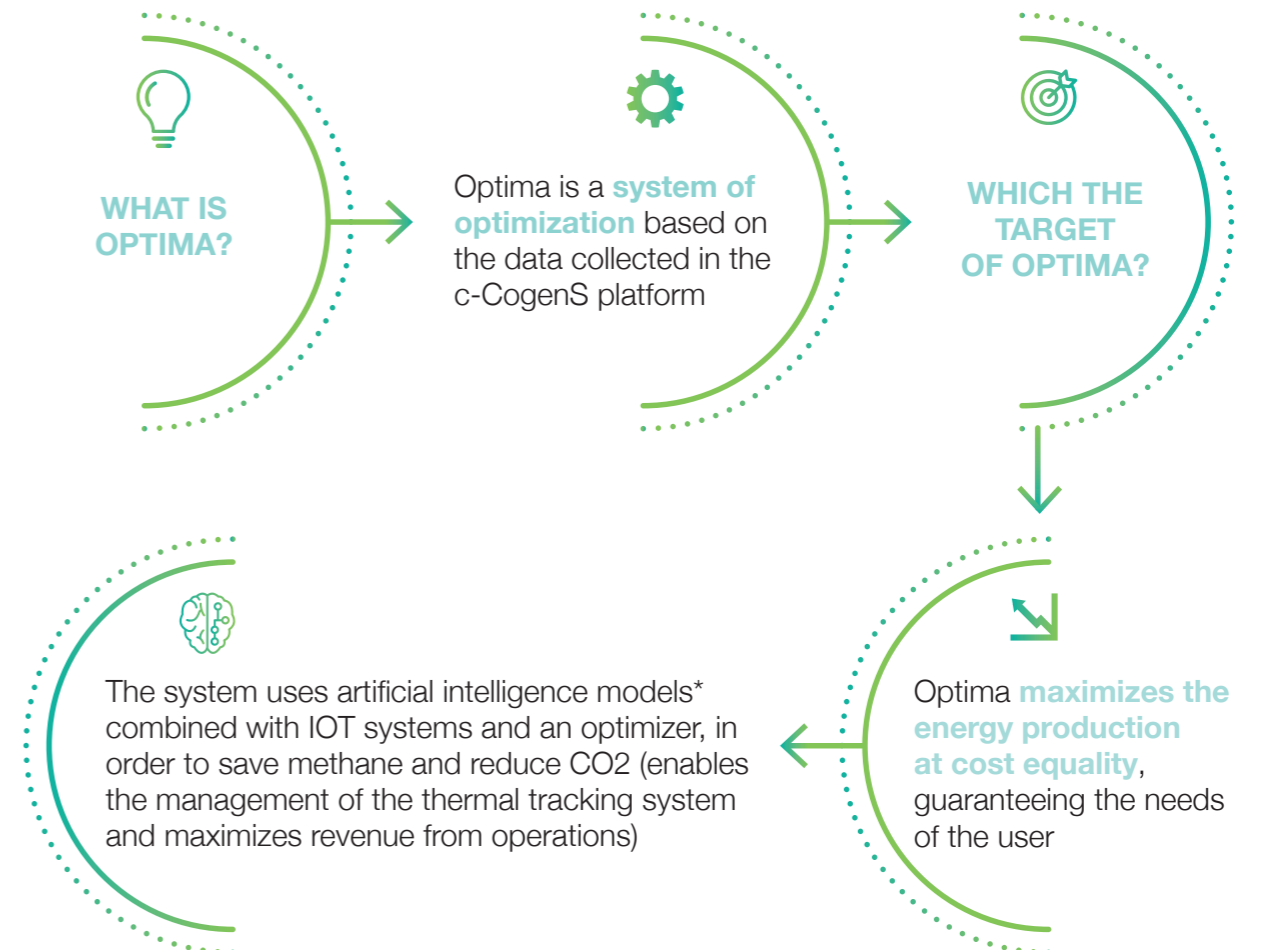 WHAT IS
OPTIMA?
Optima is a system of
optimization based on
the data collected in the
c-CogenS platform
WHICH THE
TARGET
OF OPTIMA?
Optima maximizes the
energy production
at cost equality,
guaranteeing the needs
of the user
The system uses artificial intelligence models*
combined with IOT systems and an optimizer, in
order to save methane and reduce CO2 (enables
the management of the thermal tracking system
and maximizes revenue from operations)